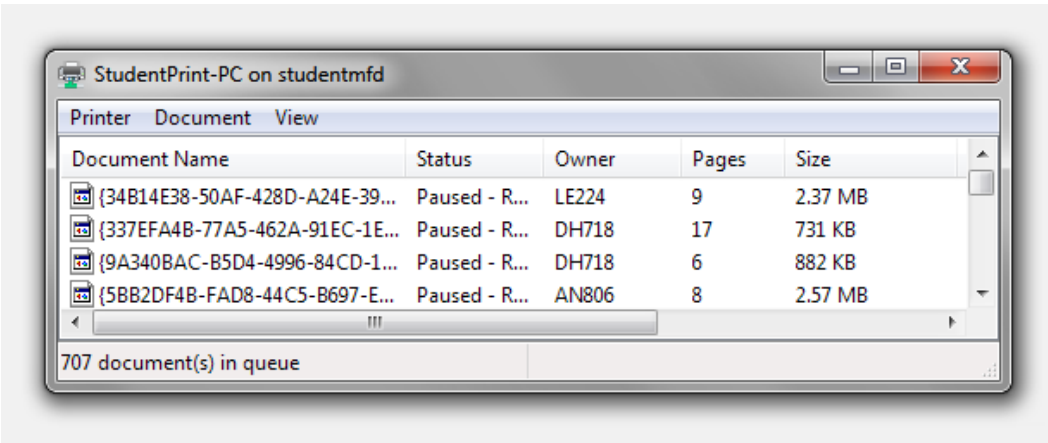 StudentPrint-PC on studentmfd
Printer Document View
Document Name Status Owner Pages Size
{34B14E38-50AF-428D-A24E-39... Paused - R... LE224 9 2.37 MB
{337EFA4B-77A5-462A-91EC-1E... Paused - R... DH718 17 731 KB
{9A340BAC-B5D4-4996-84CD-1... Paused - R... DH718 6 882 KB
{5BB2DF4B-FAD8-44C5-B697-E... Paused - R... AN806 8 2.57 MB
707 document(s) in queue